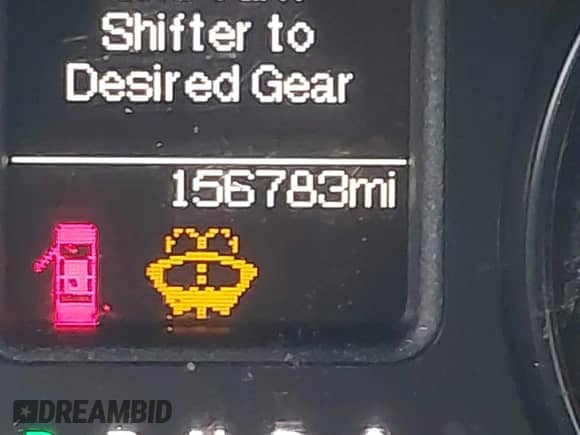 Shifter to
Desired Gear
156783mi
DREAMBID